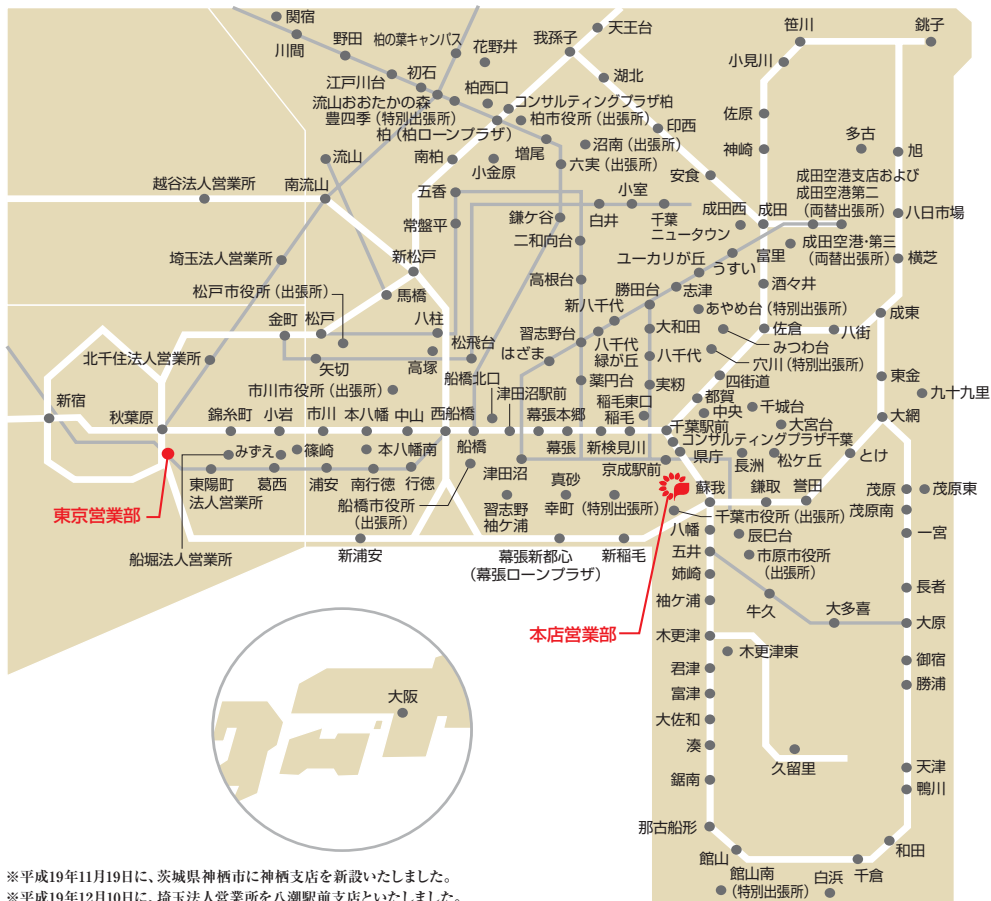 関宿
川間
野田
柏の葉キャンパス
花野井
我孫子
天王台
笹川
銚子
小見川
江戸川台
初石
柏西口
湖北
流山おおたかの森
豊四季（特別出張所）
コンサルティングプラザ柏
柏市役所（出張所）
柏（柏ローンプラザ）
印西
佐原
多古
旭
神崎
流山
南柏
小金原
増尾
沼南（出張所）
六実（出張所）
安食
成田空港支店および
成田空港第二
（両替出張所）
越谷法人営業所
南流山
五香
常盤平
鎌ケ谷
白井
小室
千葉
ニュータウン
成田西
成田
八日市場
二和向台
ユーカリが丘
うすい
富里
成田空港・第三
（両替出張所）
横芝
埼玉法人営業所
新松戸
馬橋
高根台
勝田台
志津
酒々井
松戸市役所（出張所）
新八千代
あやめ台（特別出張所）
成東
金町
松戸
八柱
松飛台
習志野台
八千代
緑が丘
大和田
佐倉
八街
みつわ台
北千住法人営業所
矢切
高塚
はざま
八千代
穴川（特別出張所）
四街道
東金
九十九里
市川市役所（出張所）
船橋北口
津田沼駅前
薬円台
実籾
都賀
新宿
秋葉原
錦糸町
小岩
市川
本八幡
中山
西船橋
船橋
幕張本郷
幕張
稲毛東口
稲毛
新検見川
千葉駅前
中央
千城台
大宮台
大網
みずえ
篠崎
本八幡南
コンサルティングプラザ千葉
県庁
長洲
松ケ丘
とけ
東京営業部
東陽町
法人営業所
葛西
浦安
南行徳
行徳
津田沼
京成駅前
船橋市役所
（出張所）
習志野
袖ケ浦
真砂
幸町（特別出張所）
蘇我
鎌取
誉田
茂原
茂原東
茂原南
千葉市役所（出張所）
船堀法人営業所
新浦安
幕張新都心
（幕張ローンプラザ）
新稲毛
八幡
辰巳台
一宮
五井
市原市役所
（出張所）
姉崎
長者
袖ケ浦
牛久
大多喜
大原
本店営業部
木更津
木更津東
御宿
君津
勝浦
富津
大阪
大佐和
湊
久留里
天津
鋸南
鴨川
那古船形
和田
館山
千倉
館山南
（特別出張所）
白浜
※平成19年11月19日に、茨城県神栖市に神栖支店を新設いたしました。
※平成19年12月10日に、埼玉法人営業所を八潮駅前支店といたしました。